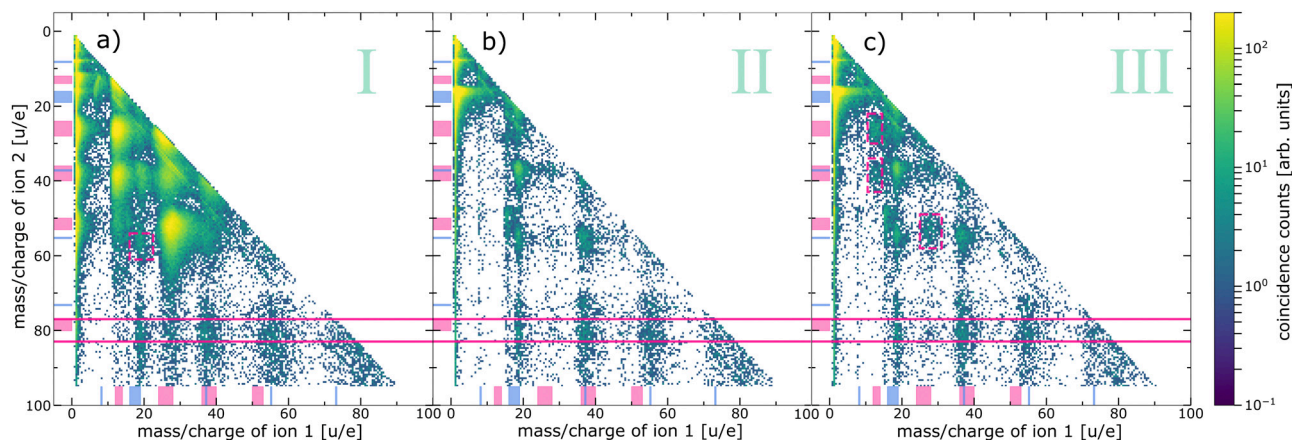 a)
I
b)
II
c)
III
0
20
40
60
80
100
mass/charge of ion 2 [u/e]
0
20
40
60
80
100
0
20
40
60
80
100
0
20
40
60
80
100
mass/charge of ion 1 [u/e]
mass/charge of ion 1 [u/e]
mass/charge of ion 1 [u/e]
10²
10¹
10⁰
10⁻¹
coincidence counts [arb. units]